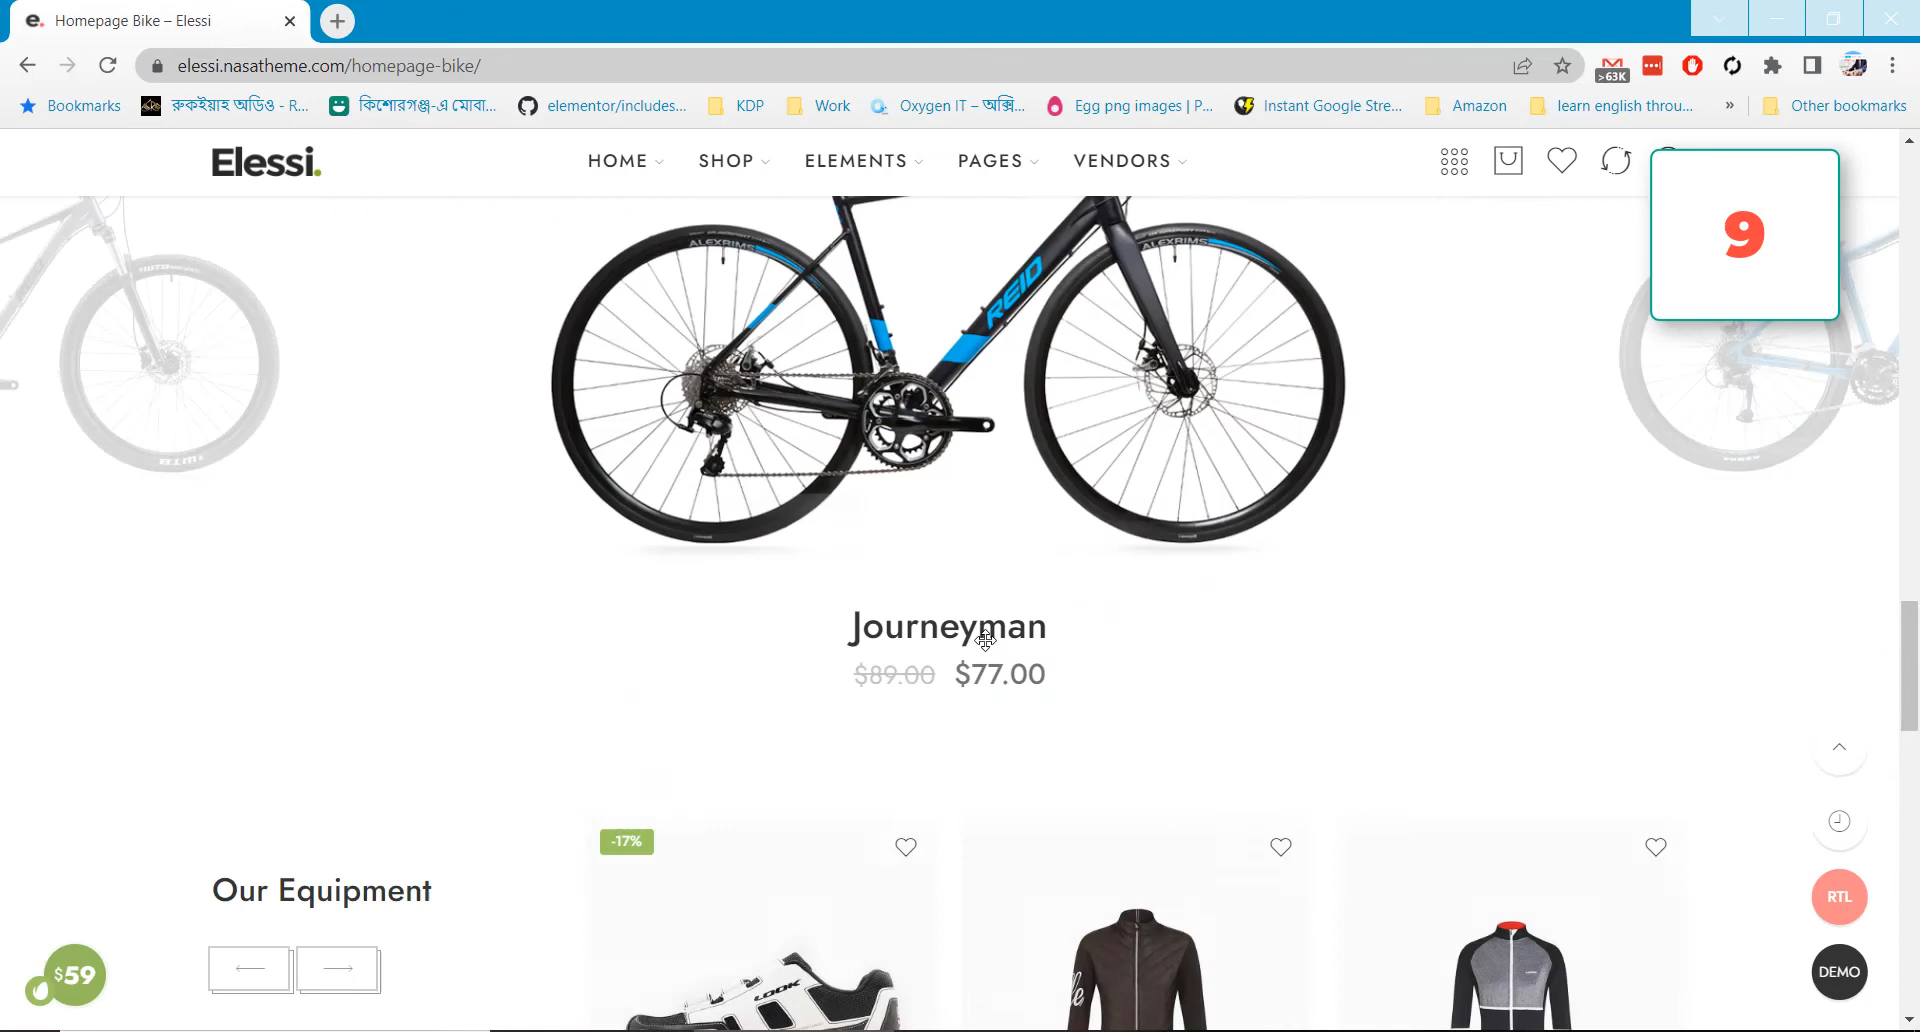 Homepage Bike – Elessi
elessi.nasatheme.com/homepage-bike/
>63K
Bookmarks
রুকইয়াহ অডিও - R...
কিশোরগঞ্জ-এ মোবা...
elementor/includes...
KDP
Work
Oxygen IT – অক্সি...
Egg png images | P...
Instant Google Stre...
Amazon
learn english throu...
»
Other bookmarks
Elessi.
HOME
SHOP
ELEMENTS
PAGES
VENDORS
9
ALEXRIMS
ALEXRIMS
REID
WTB
Journeyman
$89.00 $77.00
-17%
Our Equipment
LOOK
RTL
DEMO
$59